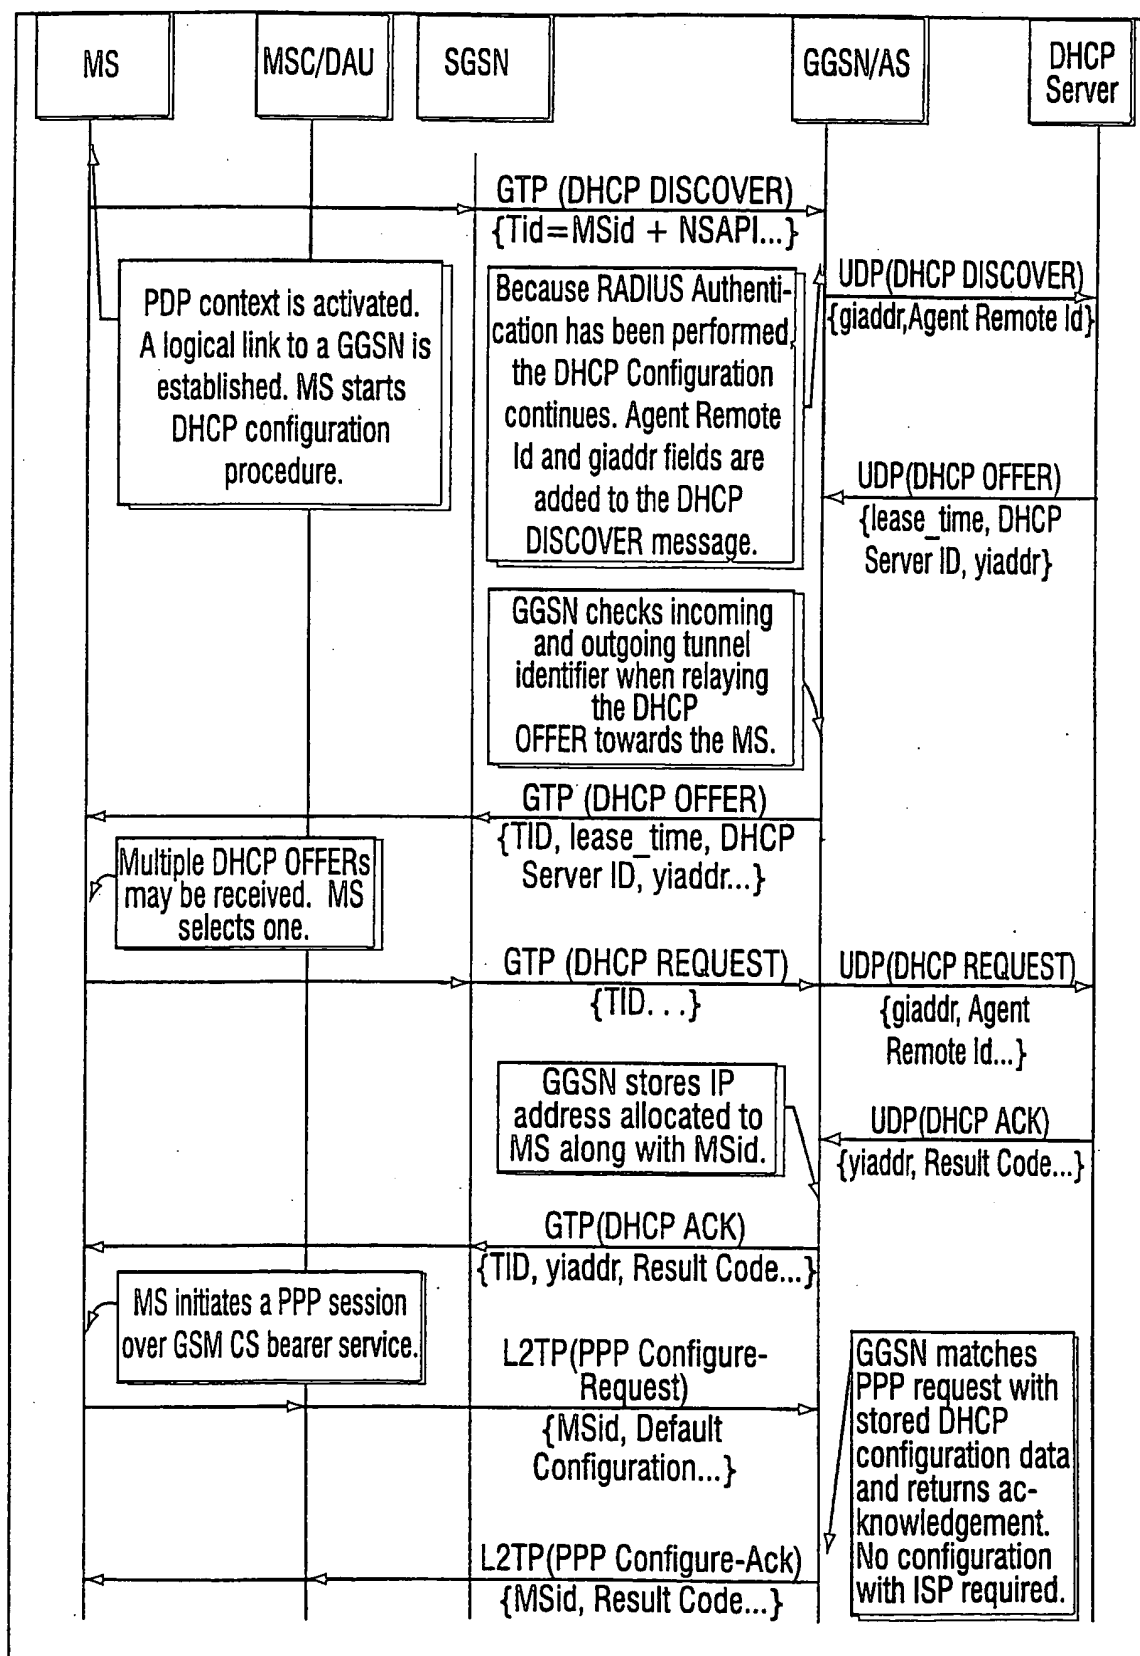 MS
MSC/DAU
SGSN
GGSN/AS
DHCP
Server
GTP (DHCP DISCOVER)
{Tid=MSid + NSAPI...}
PDP context is activated.
A logical link to a GGSN is
established. MS starts
DHCP configuration
procedure.
Because RADIUS Authenti-
cation has been performed,
the DHCP Configuration
continues. Agent Remote
Id and giaddr fields are
added to the DHCP
DISCOVER message.
UDP(DHCP DISCOVER)
{giaddr,Agent Remote Id}
UDP(DHCP OFFER)
{lease_time, DHCP
Server ID, yiaddr}
GGSN checks incoming
and outgoing tunnel
identifier when relaying
the DHCP
OFFER towards the MS.
GTP (DHCP OFFER)
{TID, lease_time, DHCP
Server ID, yiaddr...}
Multiple DHCP OFFERs
may be received. MS
selects one.
GTP (DHCP REQUEST)
{TID. . .}
UDP(DHCP REQUEST)
{giaddr, Agent
Remote Id...}
GGSN stores IP
address allocated to
MS along with MSid.
UDP(DHCP ACK)
{yiaddr, Result Code...}
GTP(DHCP ACK)
{TID, yiaddr, Result Code...}
MS initiates a PPP session
over GSM CS bearer service.
L2TP(PPP Configure-
Request)
{MSid, Default
Configuration...}
GGSN matches
PPP request with
stored DHCP
configuration data
and returns ac-
knowledgement.
No configuration
with ISP required.
L2TP(PPP Configure-Ack)
{MSid, Result Code...}